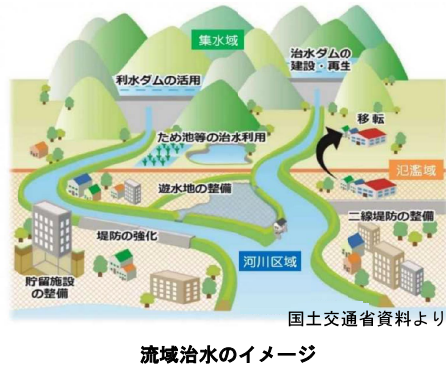 集水域
治水ダムの
建設・再生
利水ダムの活用
移転
ため池等の治水利用
氾濫域
遊水地の整備
二線堤防の整備
堤防の強化
河川区域
貯留施設
の整備
国土交通省資料より
流域治水のイメージ